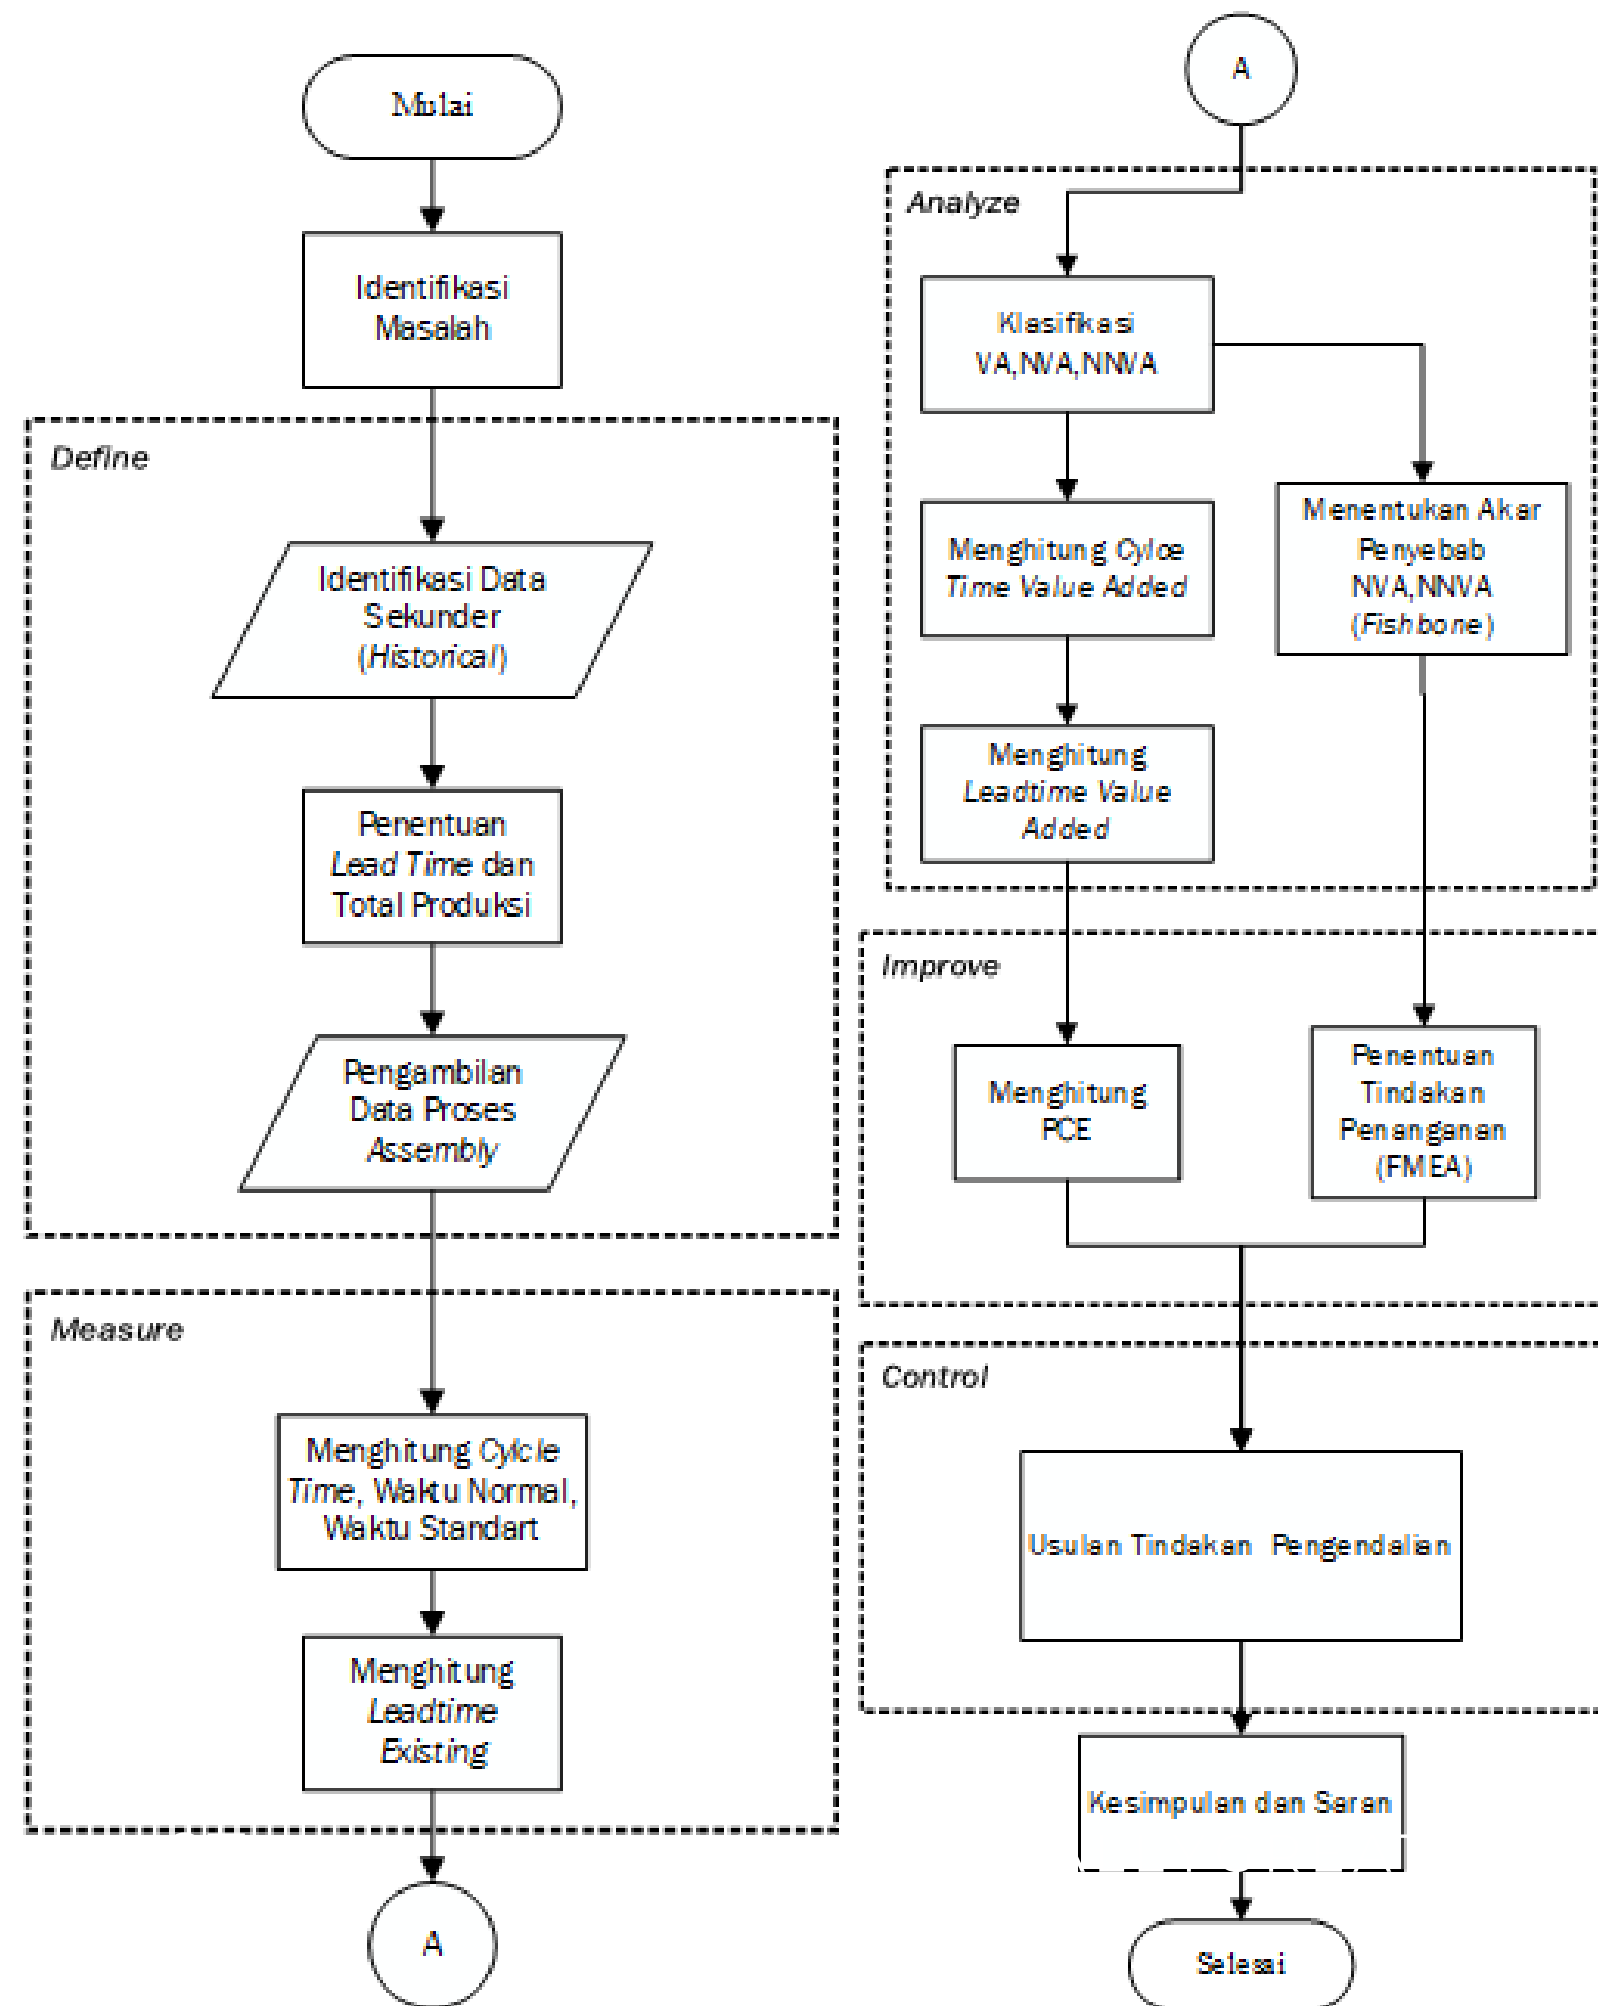 Mulai
Identifikasi
Masalah
Define
Identifikasi Data
Sekunder
(Historical)
Penentuan
Lead Time dan
Total Produksi
Pengambilan
Data Proses
Assembly
Measure
Menghitung Cylcle
Time, Waktu Normal,
Waktu Standart
Menghitung
Leadtime
Existing
A
A
Analyze
Klasifikasi
VA,NVA,NNVA
Menghitung Cylce
Time Value Added
Menentukan Akar
Penyebab
NVA,NNVA
(Fishbone)
Menghitung
Leadtime Value
Added
Improve
Menghitung
PCE
Penentuan
Tindakan
Penanganan
(FMEA)
Control
Usulan Tindakan Pengendalian
Kesimpulan dan Saran
Selesai